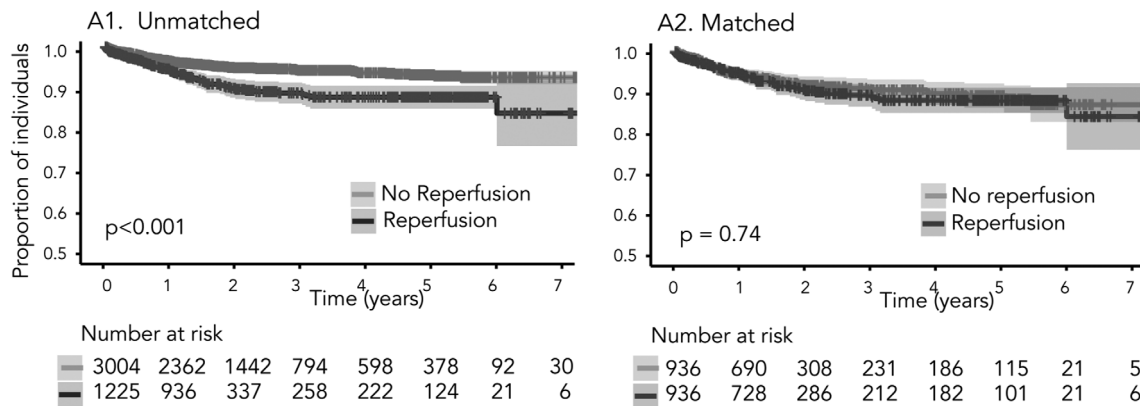 A1. Unmatched
Proportion of individuals
1.0
0.9
0.8
0.7
0.9
0.5
No Reperfusion
Reperfusion
p<0.001
0 1 2 3 4 5 6 7
Time (years)
Number at risk
3004 2362 1442 794 598 378 92 30
1225 936 337 258 222 124 21 6
A2. Matched
1.0
0.9
0.8
0.7
0.6
0.5
No reperfusion
Reperfusion
p = 0.74
0 1 2 3 4 5 6 7
Time (years)
Number at risk
936 690 308 231 186 115 21 5
936 728 286 212 182 101 21 6